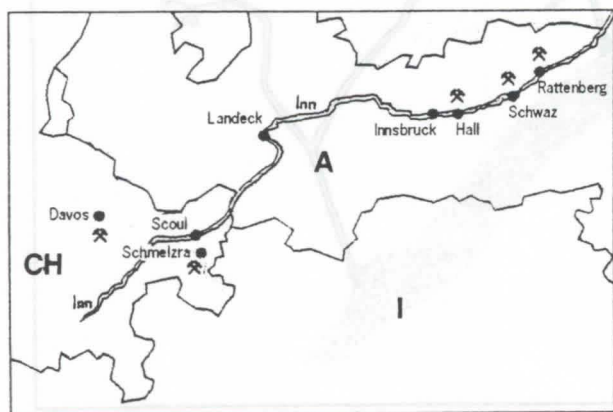 Rattenberg
Inn
Schwaz
Landeck
Innsbruck
Hall
A
Davos
Scoul
Schmelzra
CH
Inn
I